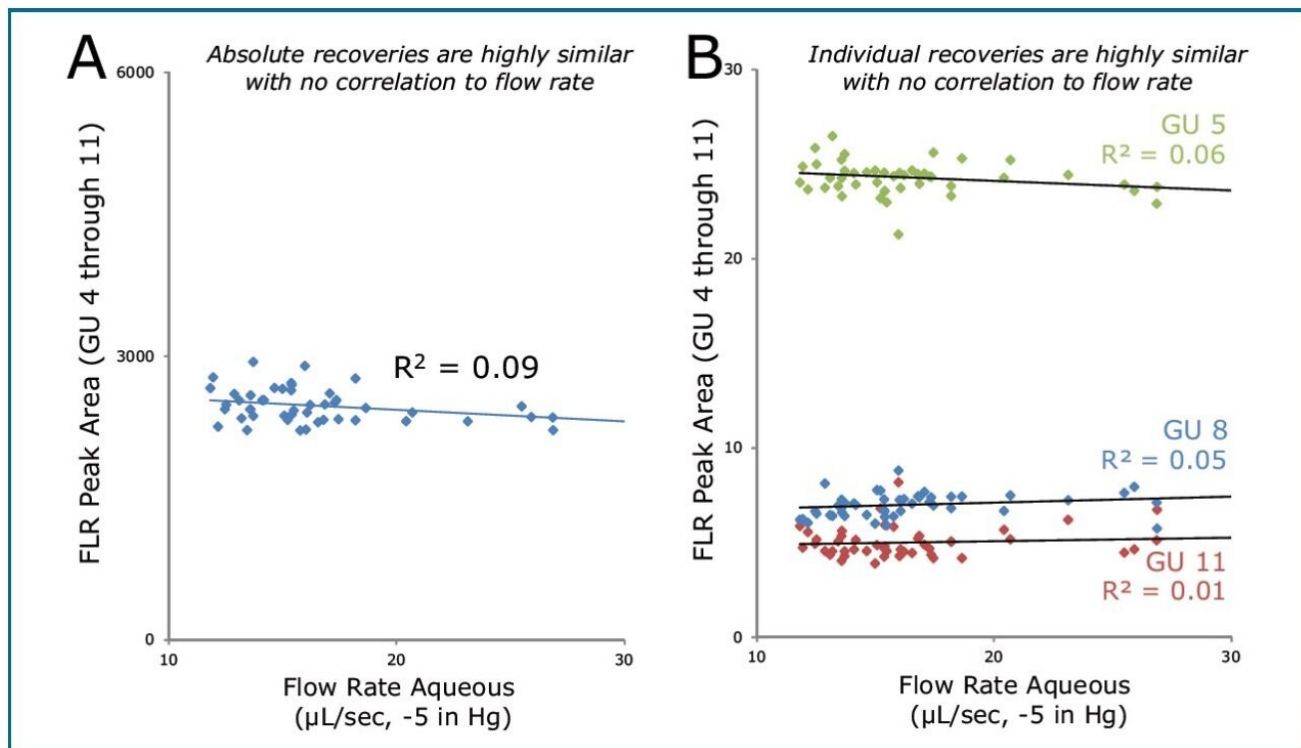 A
Absolute recoveries are highly similar
with no correlation to flow rate
FLR Peak Area (GU 4 through 11)
6000
3000
0
R² = 0.09
10
20
30
Flow Rate Aqueous
(µL/sec, -5 in Hg)
B
Individual recoveries are highly similar
with no correlation to flow rate
FLR Peak Area (GU 4 through 11)
30
20
10
0
GU 5
R² = 0.06
GU 8
R² = 0.05
GU 11
R² = 0.01
10
20
30
Flow Rate Aqueous
(µL/sec, -5 in Hg)